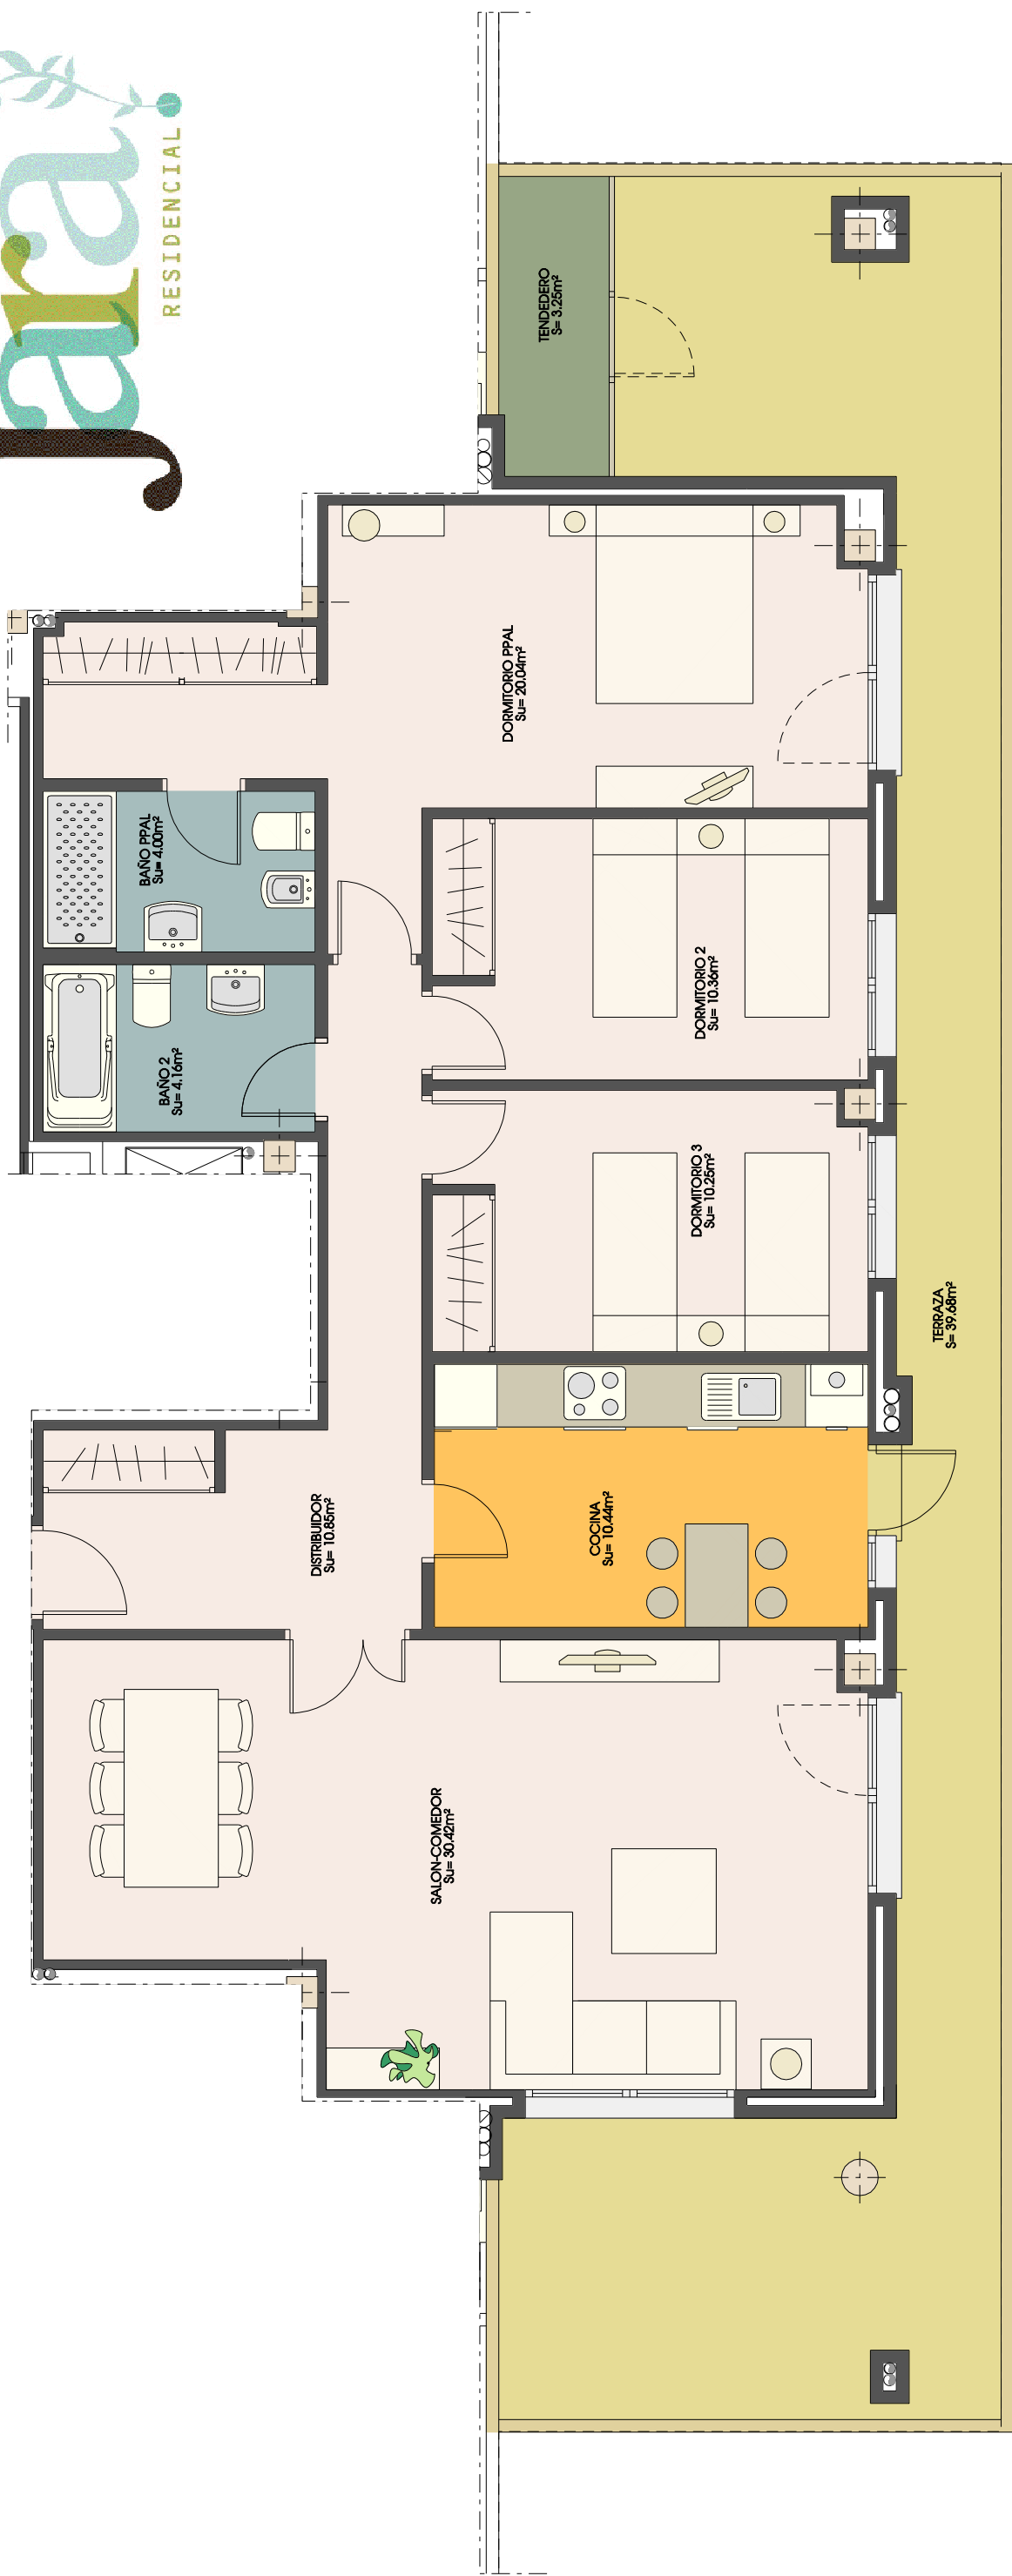 jara
RESIDENCIAL
TENDEDERO
S= 3.25m²
DORMITORIO PPAL
Su= 20.04m²
BAÑO PPAL
Su= 4.00m²
DORMITORIO 2
Su= 10.36m²
BAÑO 2
Su= 4.16m²
DORMITORIO 3
Su= 10.25m²
TERRAZA
S= 39.68m²
COCINA
Su= 10.44m²
DISTRIBUIDOR
Su= 10.85m²
SALON-COMEDOR
Su= 30.42m²